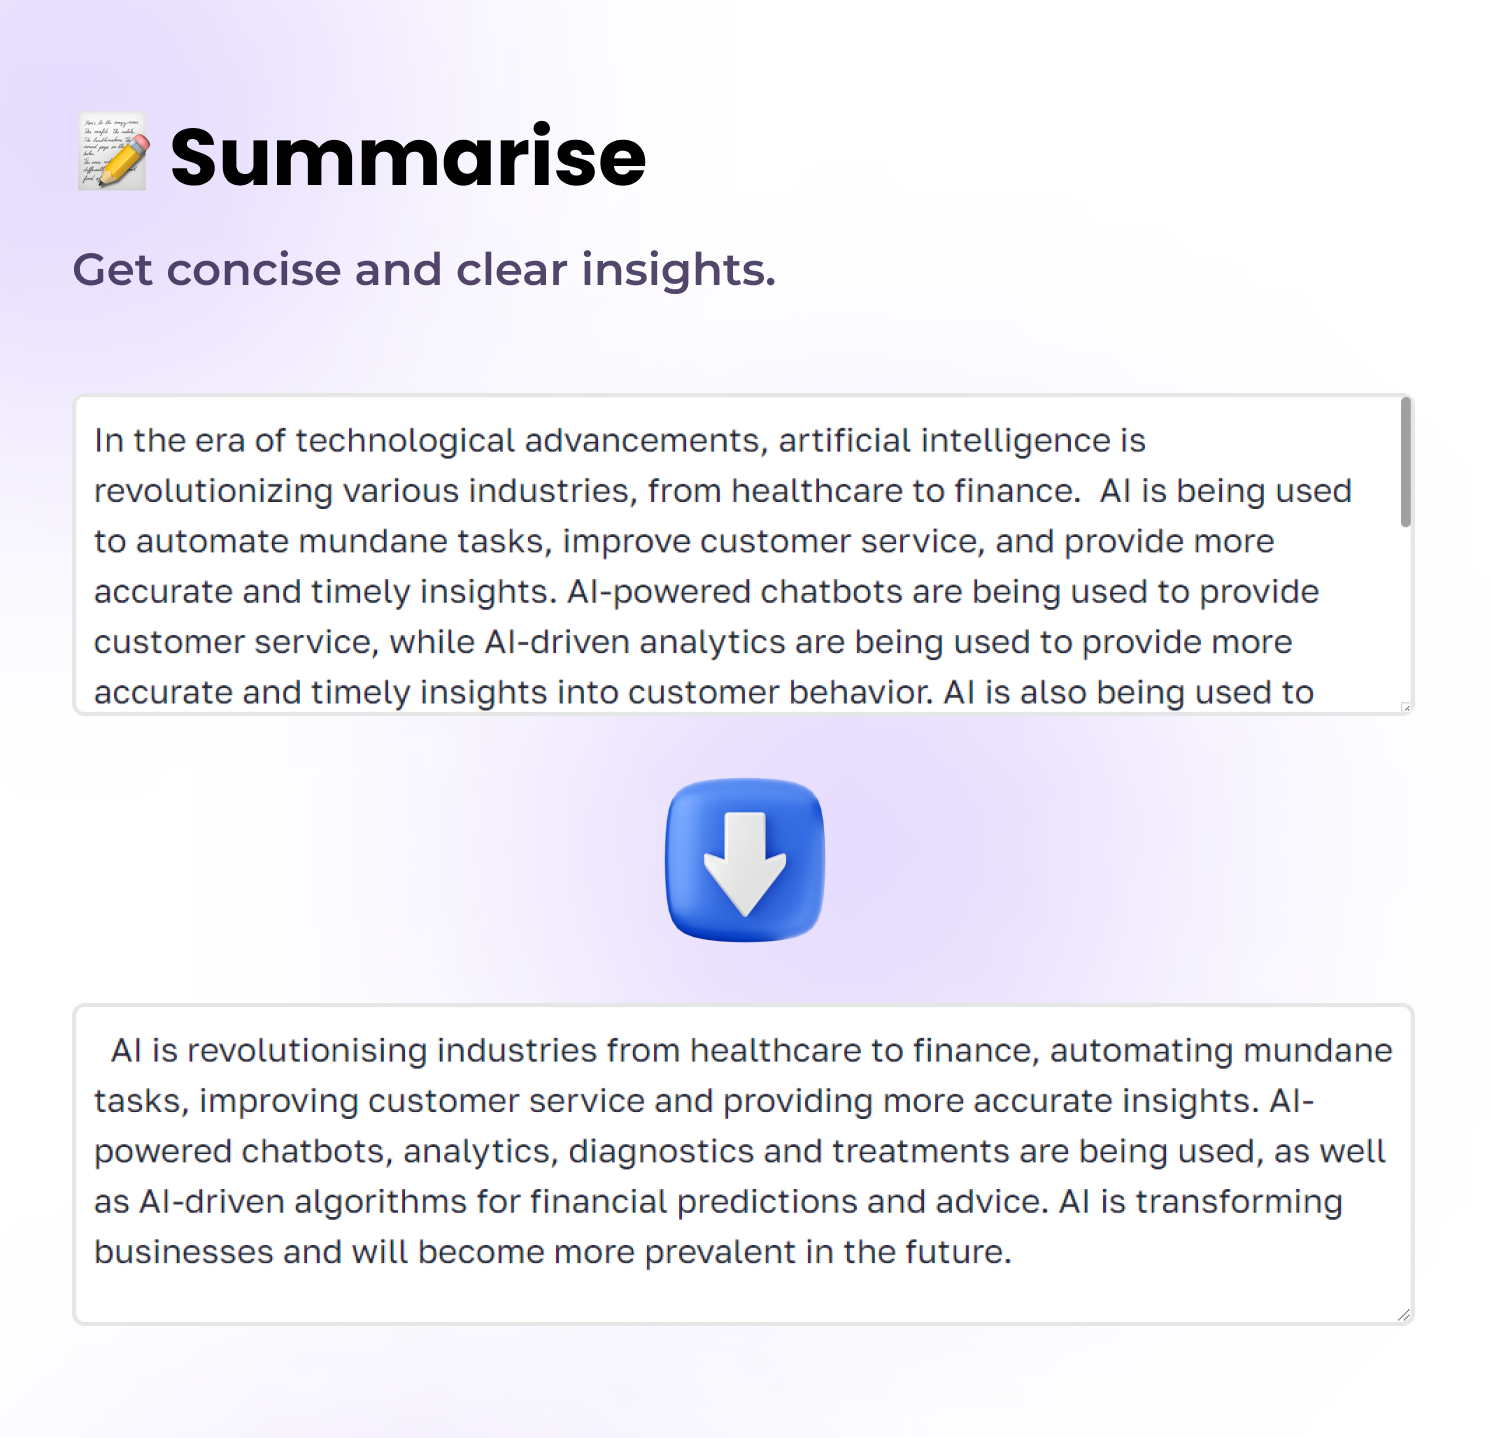 Summarise
Get concise and clear insights.
In the era of technological advancements, artificial intelligence is
revolutionizing various industries, from healthcare to finance.  AI is being used
to automate mundane tasks, improve customer service, and provide more
accurate and timely insights. AI-powered chatbots are being used to provide
customer service, while AI-driven analytics are being used to provide more
accurate and timely insights into customer behavior. AI is also being used to
AI is revolutionising industries from healthcare to finance, automating mundane
tasks, improving customer service and providing more accurate insights. AI-
powered chatbots, analytics, diagnostics and treatments are being used, as well
as AI-driven algorithms for financial predictions and advice. AI is transforming
businesses and will become more prevalent in the future.